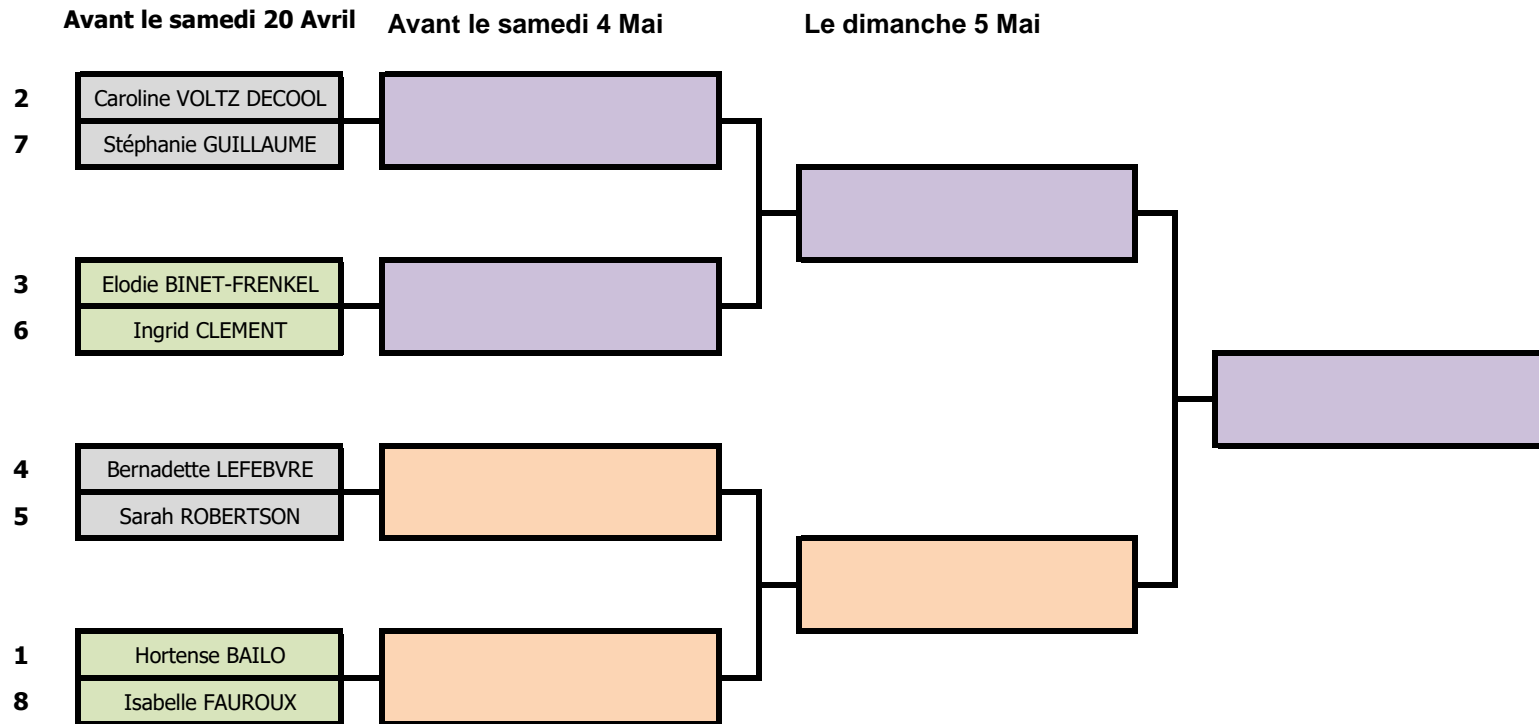 Avant le samedi 20 Avril
Avant le samedi 4 Mai
Le dimanche 5 Mai
2 Caroline VOLTZ DECOOL
7 Stéphanie GUILLAUME
3 Elodie BINET-FRENKEL
6 Ingrid CLEMENT
4 Bernadette LEFEBVRE
5 Sarah ROBERTSON
1 Hortense BAILO
8 Isabelle FAUROUX